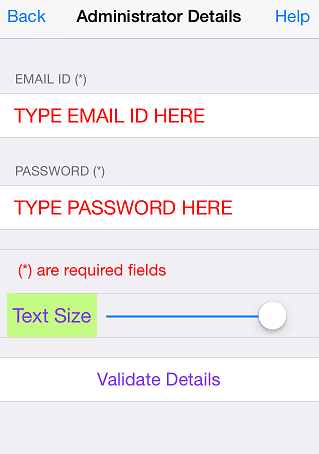 Back Administrator Details Help
EMAIL ID (*)
TYPE EMAIL ID HERE
PASSWORD (*)
TYPE PASSWORD HERE
(*) are required fields
Text Size
Validate Details